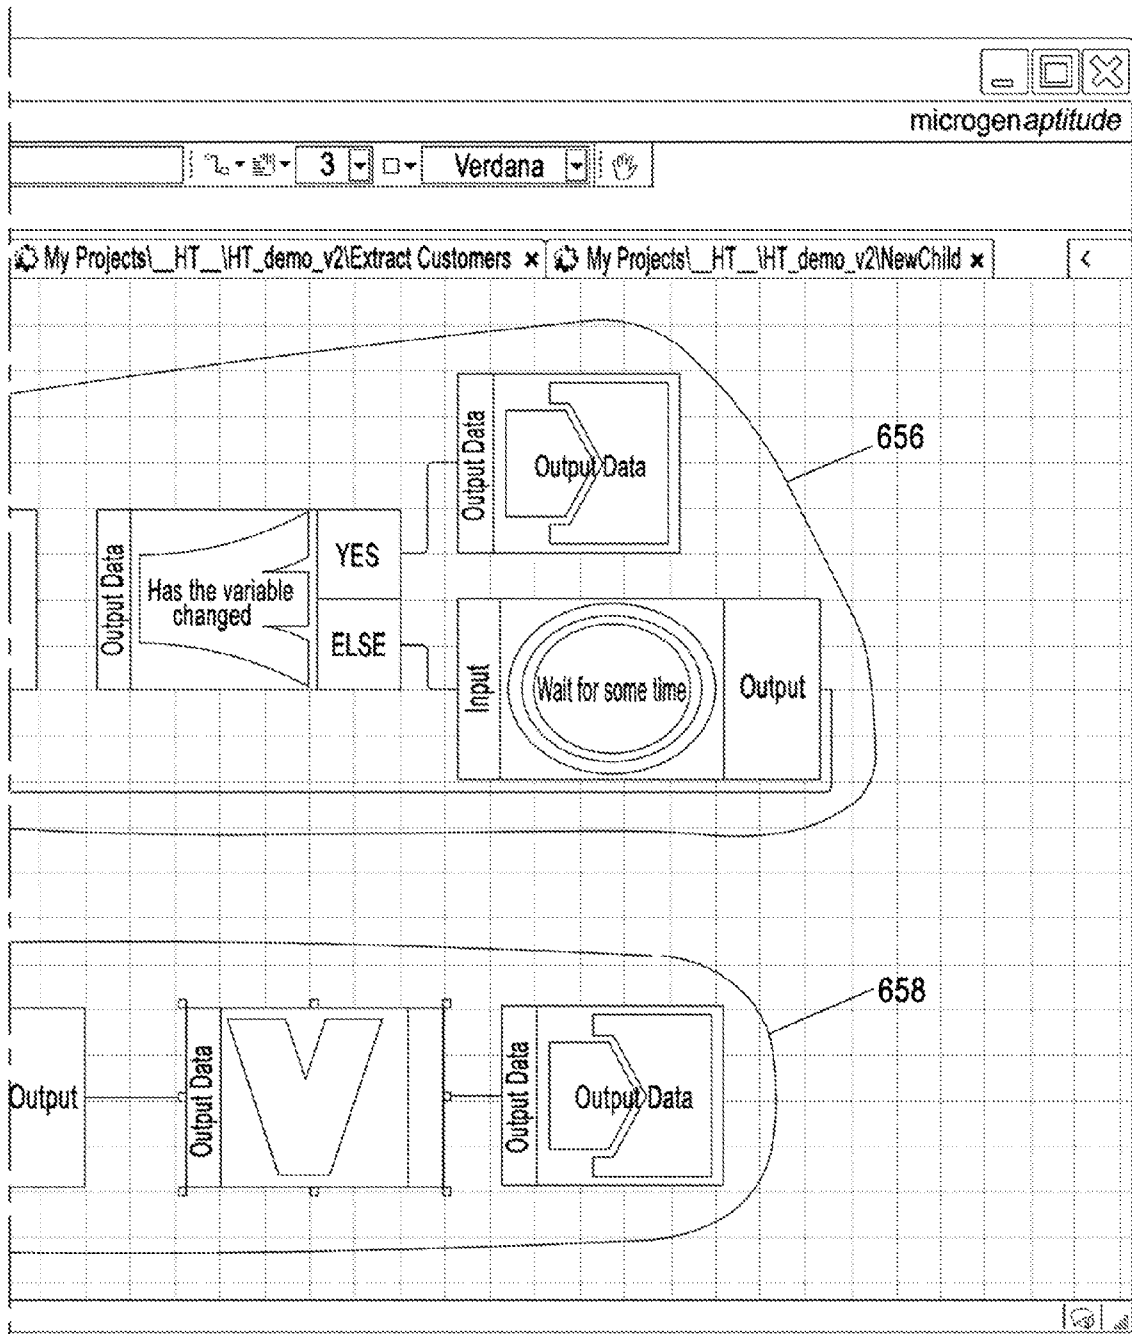 microgenaptitude
3
Verdana
My Projects\__HT__\HT_demo_v2\Extract Customers
My Projects\__HT__\HT_demo_v2\NewChild
Output Data
Output Data
656
Output Data
Has the variable
changed
YES
ELSE
Input
Wait for some time
Output
658
Output
Output Data
Output Data
Output Data